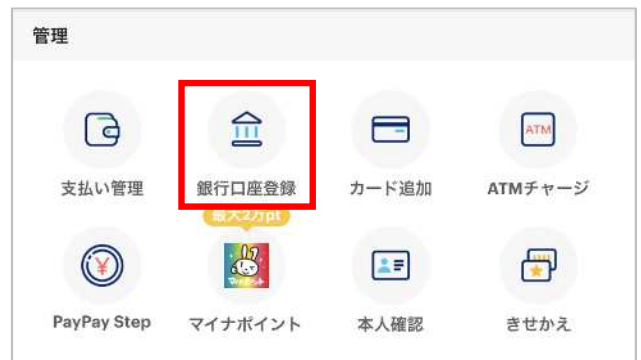 管理
ATM
支払い管理
銀行口座登録
カード追加
ATMチャージ
最大2万pt
PayPay Step
マイナポイント
本人確認
きせかえ